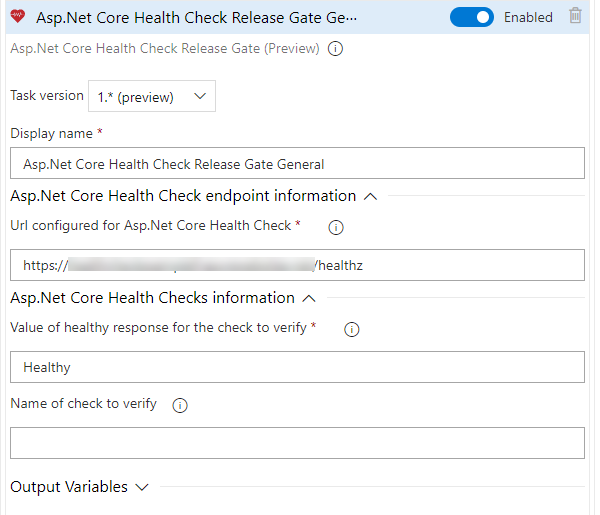 Asp.Net Core Health Check Release Gate Ge··· Enabled
Asp.Net Core Health Check Release Gate (Preview)
Task version 1.* (preview)
Display name *
Asp.Net Core Health Check Release Gate General
Asp.Net Core Health Check endpoint information
Url configured for Asp.Net Core Health Check *
https:// /healthz
Asp.Net Core Health Checks information
Value of healthy response for the check to verify *
Healthy
Name of check to verify
Output Variables